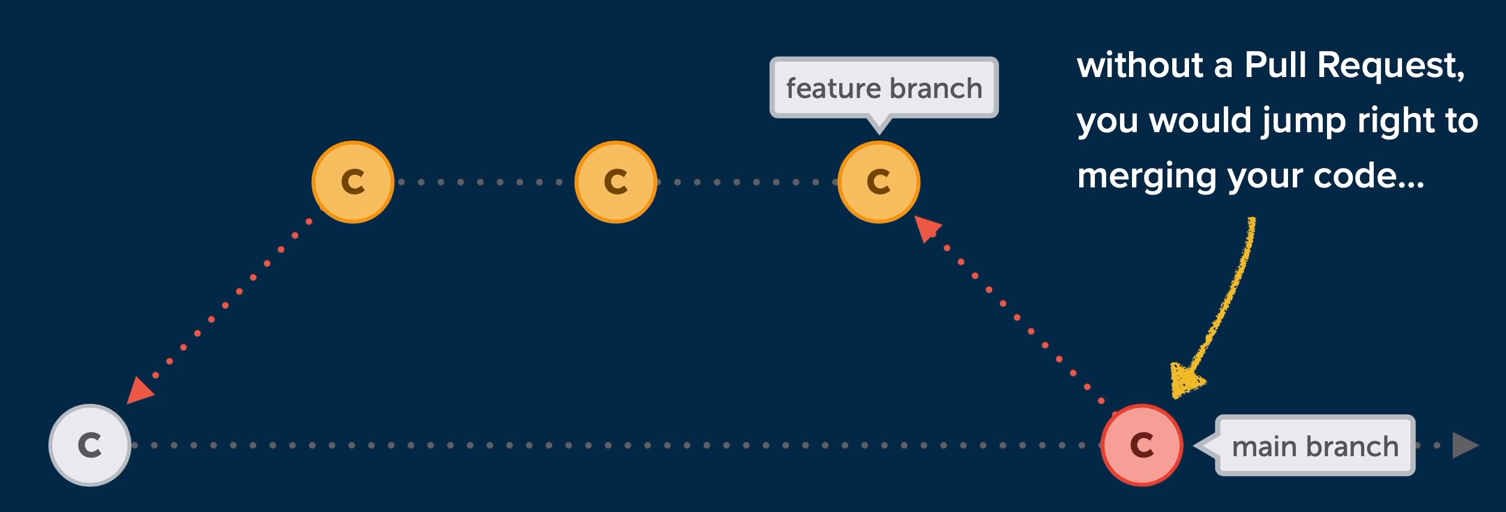 without a Pull Request,
you would jump right to
merging your code...
feature branch
C
C
C
C
C
main branch